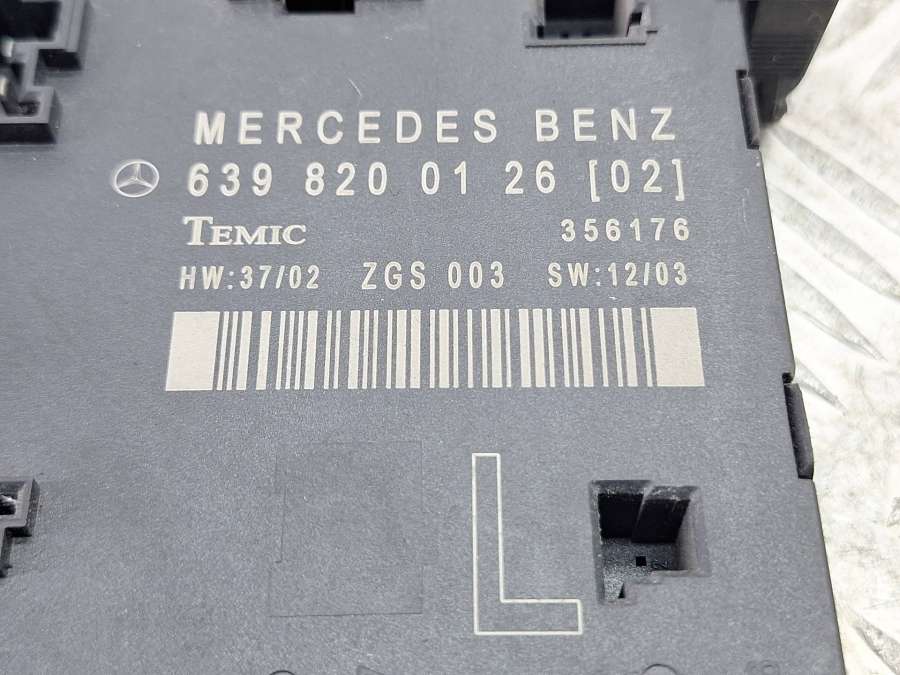 MERCEDES BENZ
639 820 01 26 [02]
TEMIC 356176
HW:37/02 ZGS 003 SW:12/03
L